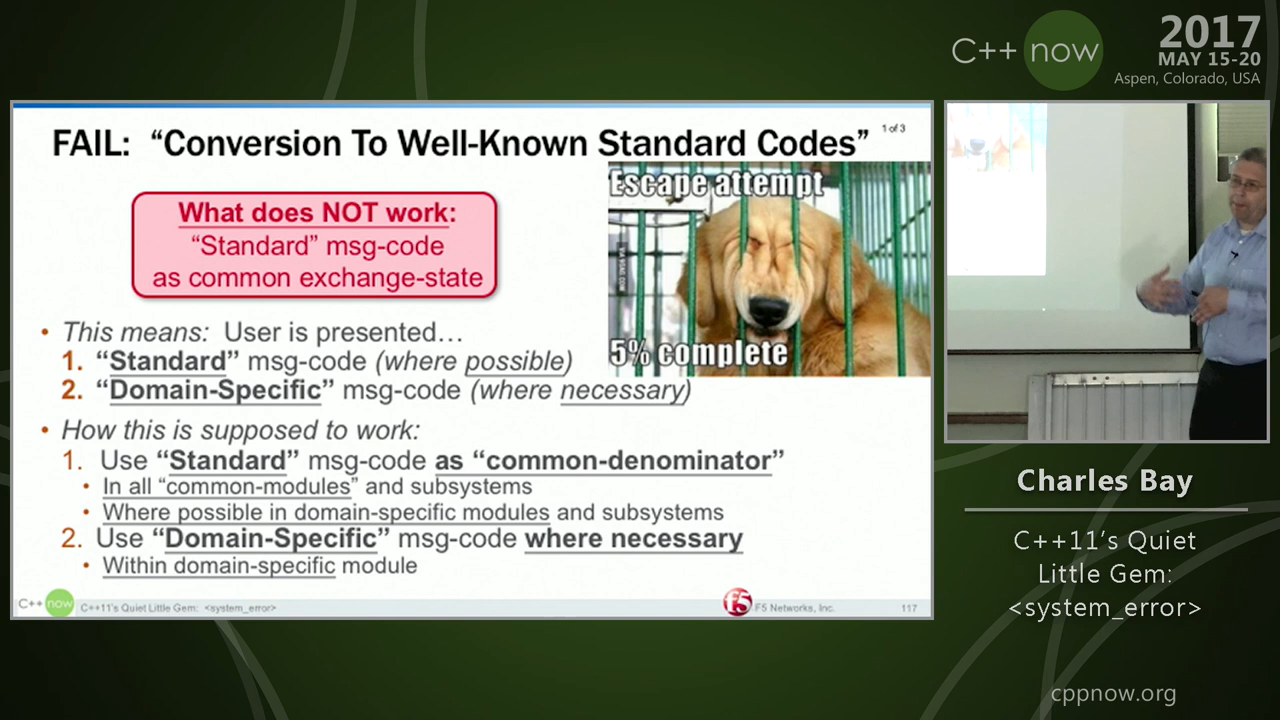 C++ now
2017
MAY 15-20
Aspen, Colorado, USA
FAIL: “Conversion To Well-Known Standard Codes” 1 of 3
What does NOT work:
“Standard” msg-code
as common exchange-state
Escape attempt
5% complete
• This means: User is presented…
1. “Standard” msg-code (where possible)
2. “Domain-Specific” msg-code (where necessary)
• How this is supposed to work:
1. Use “Standard” msg-code as “common-denominator”
• In all “common-modules” and subsystems
• Where possible in domain-specific modules and subsystems
2. Use “Domain-Specific” msg-code where necessary
• Within domain-specific module
C++ now C++11’s Quiet Little Gem: <system_error> F5 F5 Networks, Inc. 117
Charles Bay
C++11’s Quiet
Little Gem:
<system_error>
cppnow.org